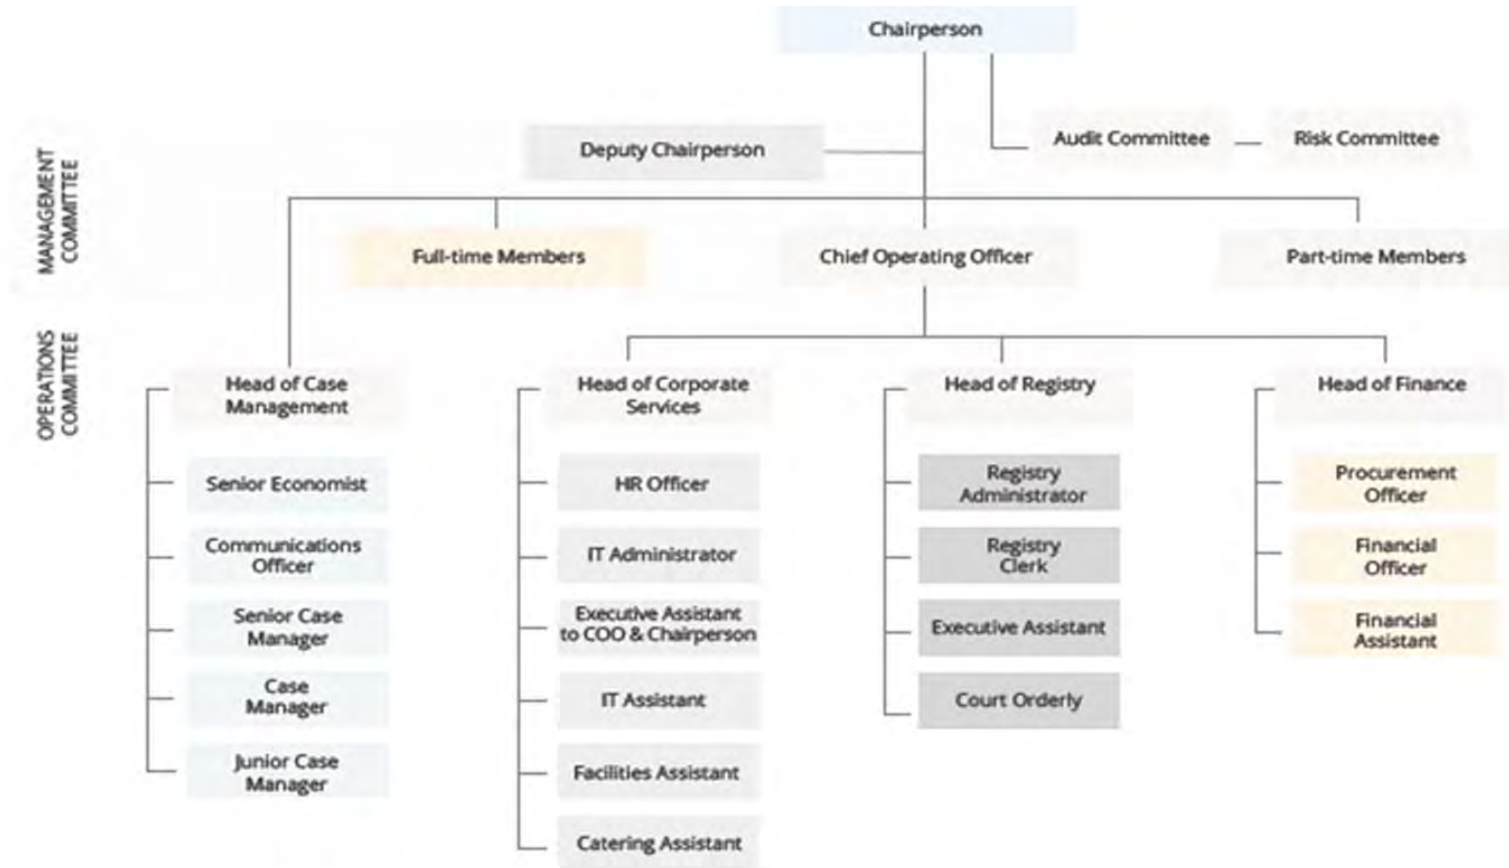 Chairperson
Deputy Chairperson
Audit Committee
Risk Committee
MANAGEMENT
COMMITTEE
Full-time Members
Chief Operating Officer
Part-time Members
OPERATIONS
COMMITTEE
Head of Case
Management
Senior Economist
Communications
Officer
Senior Case
Manager
Case
Manager
Junior Case
Manager
Head of Corporate
Services
HR Officer
IT Administrator
Executive Assistant
to COO & Chairperson
IT Assistant
Facilities Assistant
Catering Assistant
Head of Registry
Registry
Administrator
Registry
Clerk
Executive Assistant
Court Orderly
Head of Finance
Procurement
Officer
Financial
Officer
Financial
Assistant